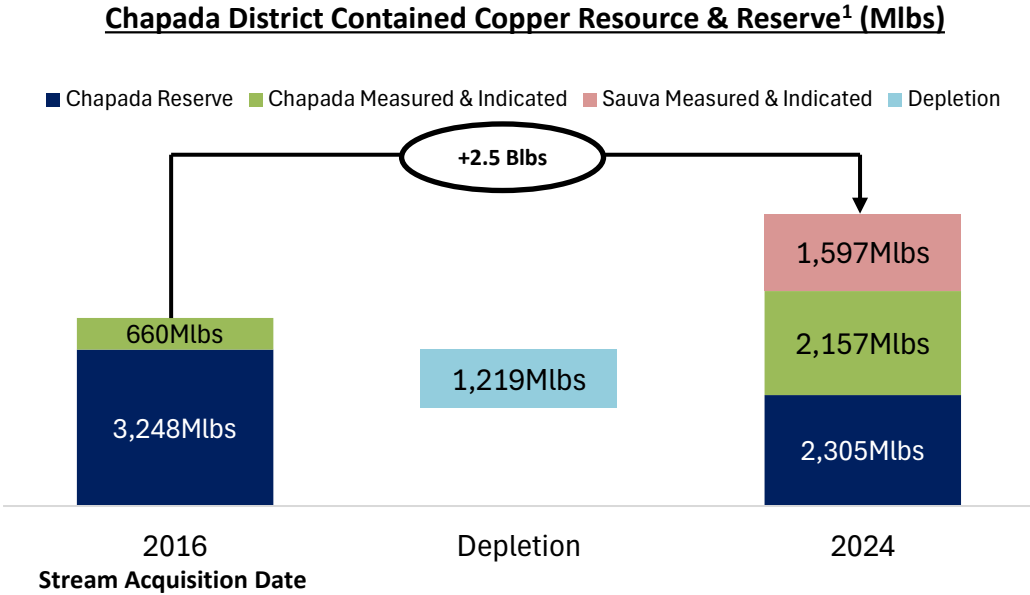 Chapada District Contained Copper Resource & Reserve¹ (Mlbs)
Chapada Reserve Chapada Measured & Indicated Sauva Measured & Indicated Depletion
+2.5 Blbs
1,597Mlbs
660Mlbs
2,157Mlbs
1,219Mlbs
3,248Mlbs
2,305Mlbs
2016 Depletion 2024
Stream Acquisition Date